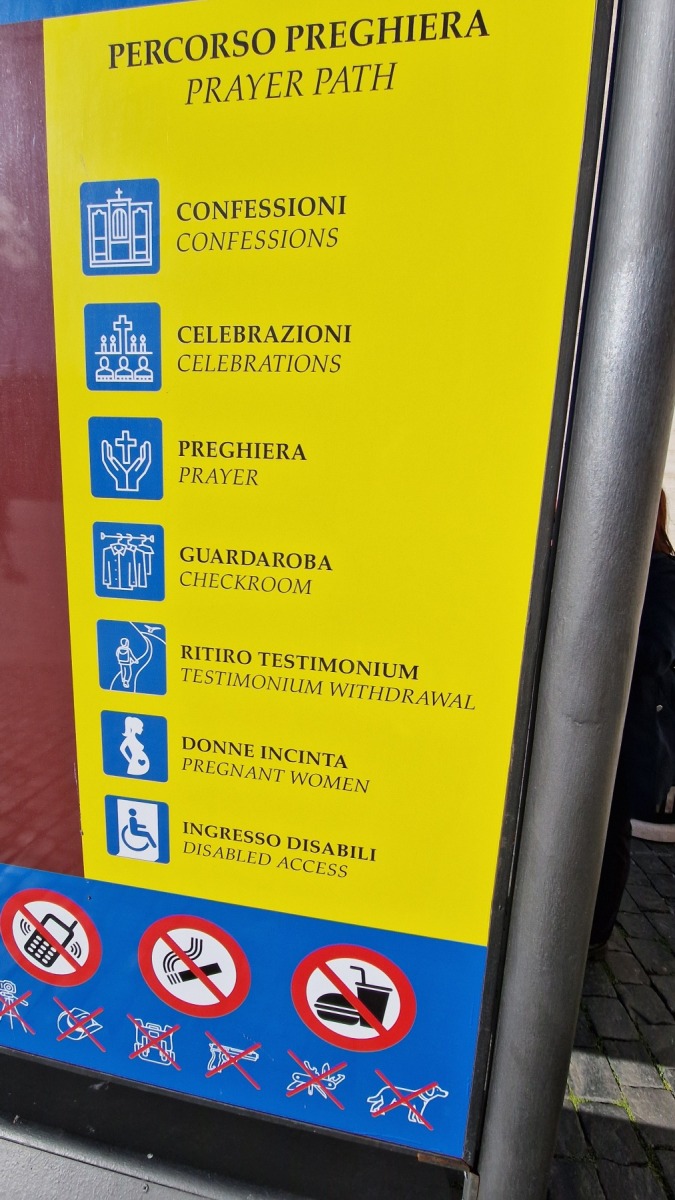 PERCORSO PREGHIERA
PRAYER PATH
CONFESSIONI
CONFESSIONS
CELEBRAZIONI
CELEBRATIONS
PREGHIERA
PRAYER
GUARDAROBA
CHECKROOM
RITIRO TESTIMONIUM
TESTIMONIUM WITHDRAWAL
DONNE INCINTA
PREGNANT WOMEN
INGRESSO DISABILI
DISABLED ACCESS